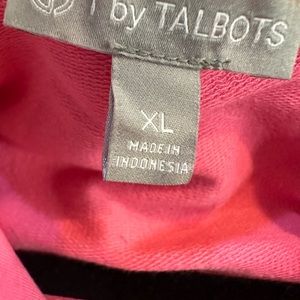 T by TALBOTS
XL
MADE IN
INDONESIA